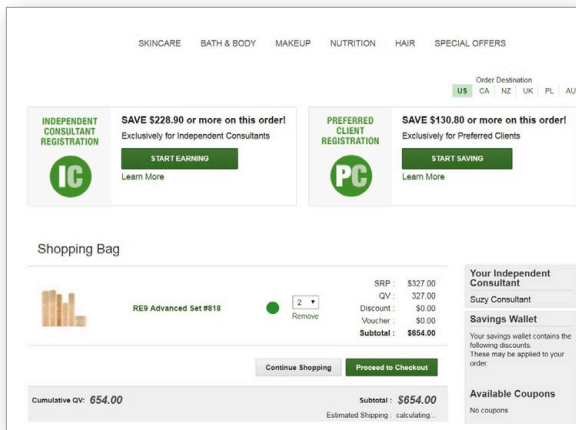 SKINCARE BATH & BODY MAKEUP NUTRITION HAIR SPECIAL OFFERS
Order Destination
US CA NZ UK PL AU
INDEPENDENT
CONSULTANT
REGISTRATION
IC
SAVE $228.90 or more on this order!
Exclusively for Independent Consultants
START EARNING
Learn More
PREFERRED
CLIENT
REGISTRATION
PC
SAVE $130.80 or more on this order!
Exclusively for Preferred Clients
START SAVING
Learn More
Shopping Bag
RE9 Advanced Set #818
2
Remove
SRP : $327.00
QV : 327.00
Discount : $0.00
Voucher : $0.00
Subtotal : $654.00
Continue Shopping Proceed to Checkout
Cumulative QV: 654.00
Subtotal : $654.00
Estimated Shipping : calculating...
Your Independent
Consultant
Suzy Consultant
Savings Wallet
Your savings wallet contains the
following discounts.
These may be applied to your
order.
Available Coupons
No coupons